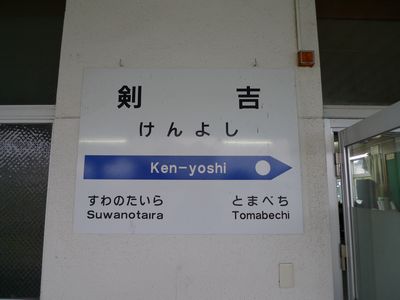 剣吉
けんよし
Ken-yoshi
すわのたいら とまべち
Suwanotaira Tomabechi